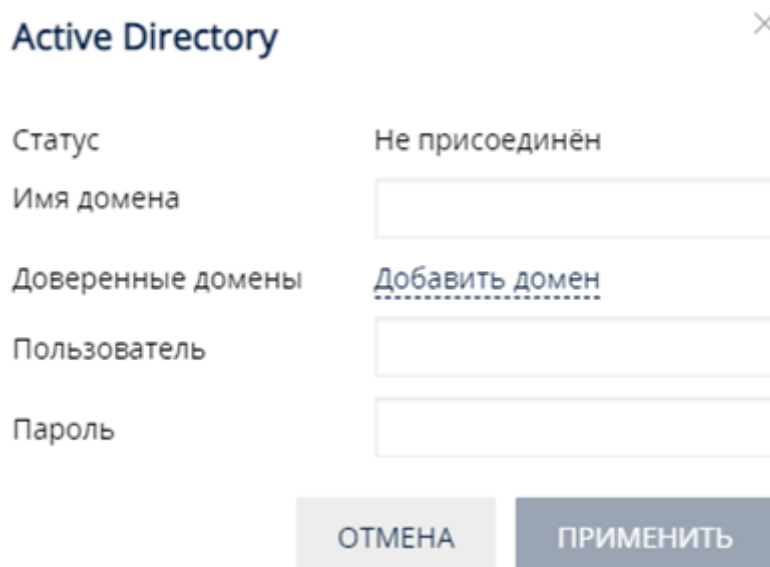 Active Directory
Статус Не присоединён
Имя домена
Доверенные домены Добавить домен
Пользователь
Пароль
ОТМЕНА ПРИМЕНИТЬ